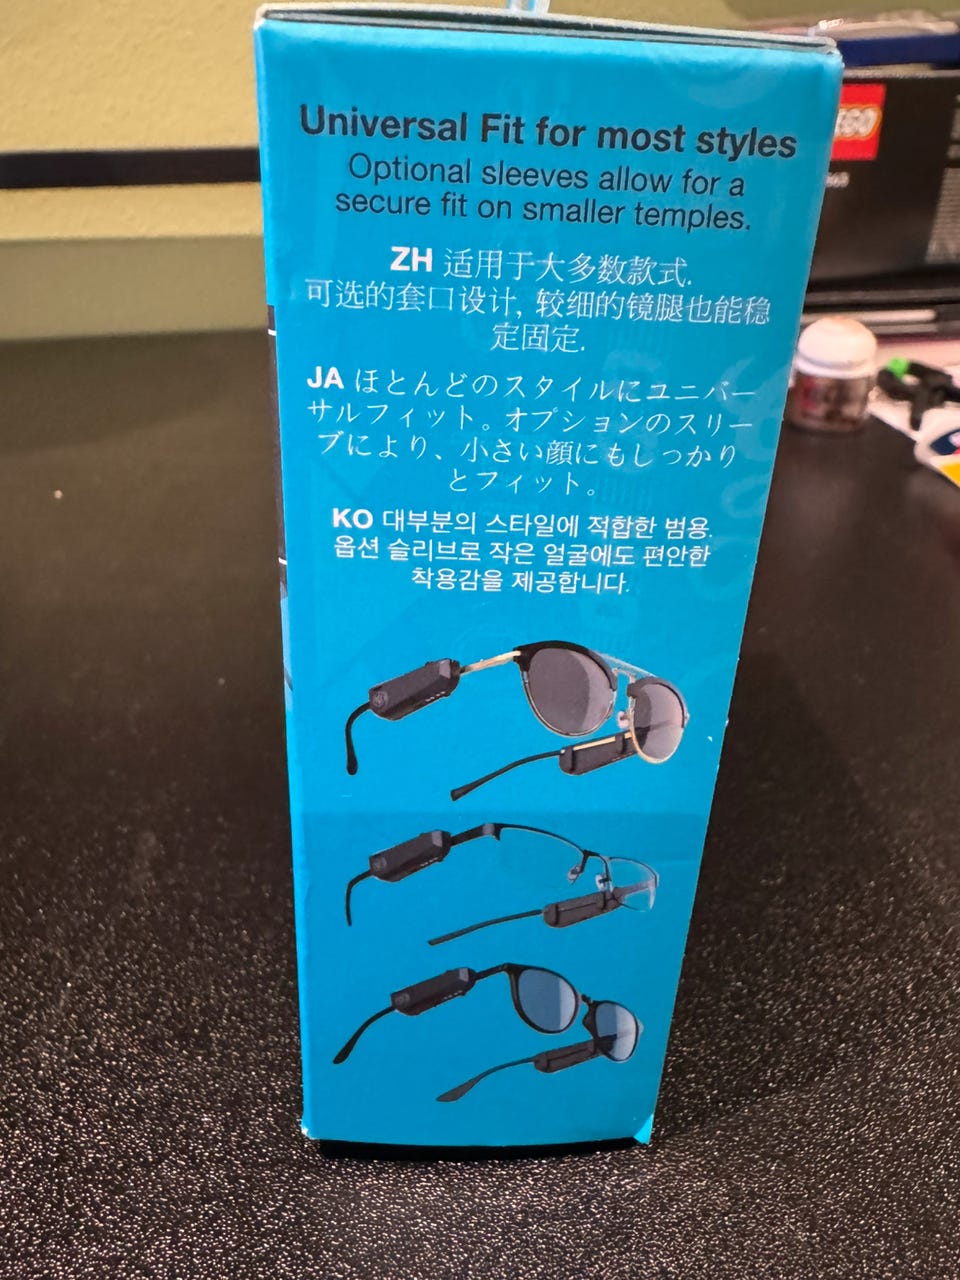 Universal Fit for most styles
Optional sleeves allow for a
secure fit on smaller temples.
ZH 适用于大多数款式.
可选的套口设计, 较细的镜腿也能稳
定固定.
JA ほとんどのスタイルにユニバー
サルフィット。オプションのスリー
ブにより、小さい顔にもしっかり
とフィット。
KO 대부분의 스타일에 적합한 범용.
옵션 슬리브로 작은 얼굴에도 편안한
착용감을 제공합니다.